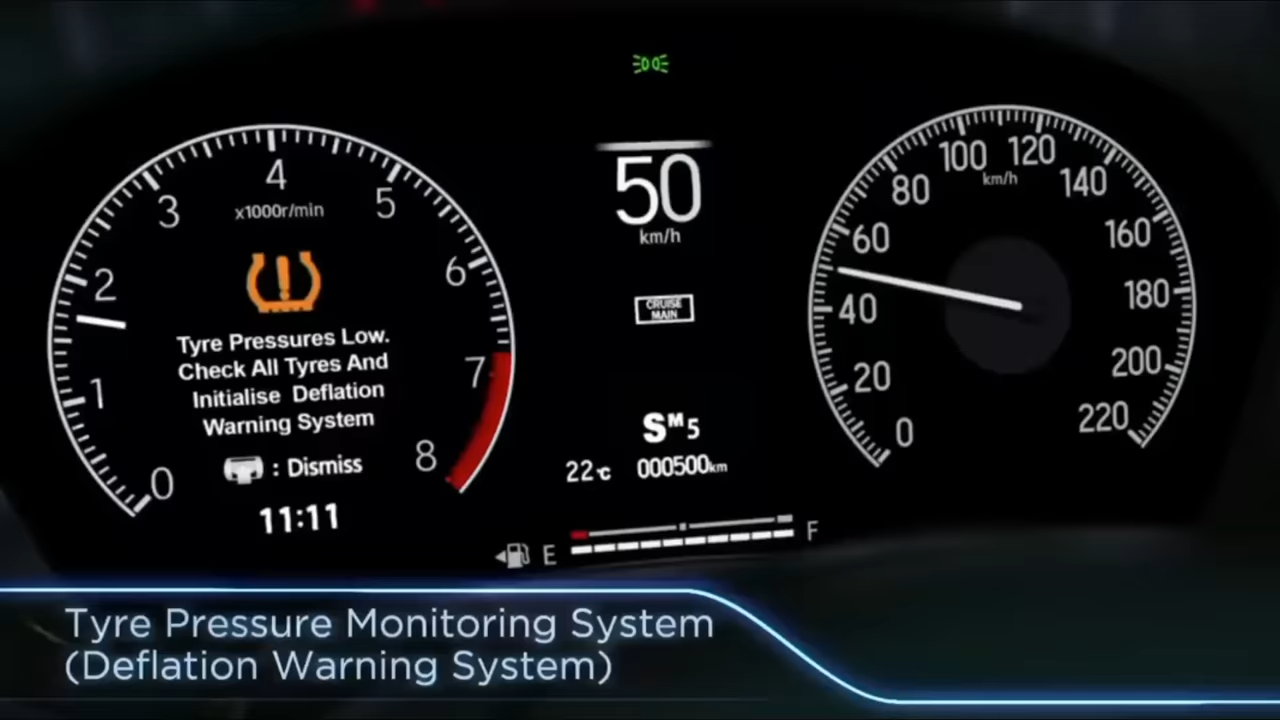 4
3
5
x1000r/min
2
6
1
7
0
8
Tyre Pressures Low.
Check All Tyres And
Initialise Deflation
Warning System
: Dismiss
11:11
50
km/h
CRUISE
MAIN
SM5
22°C 000500km
E F
100 120
km/h
80 140
60 160
40 180
20 200
0 220
Tyre Pressure Monitoring System
(Deflation Warning System)